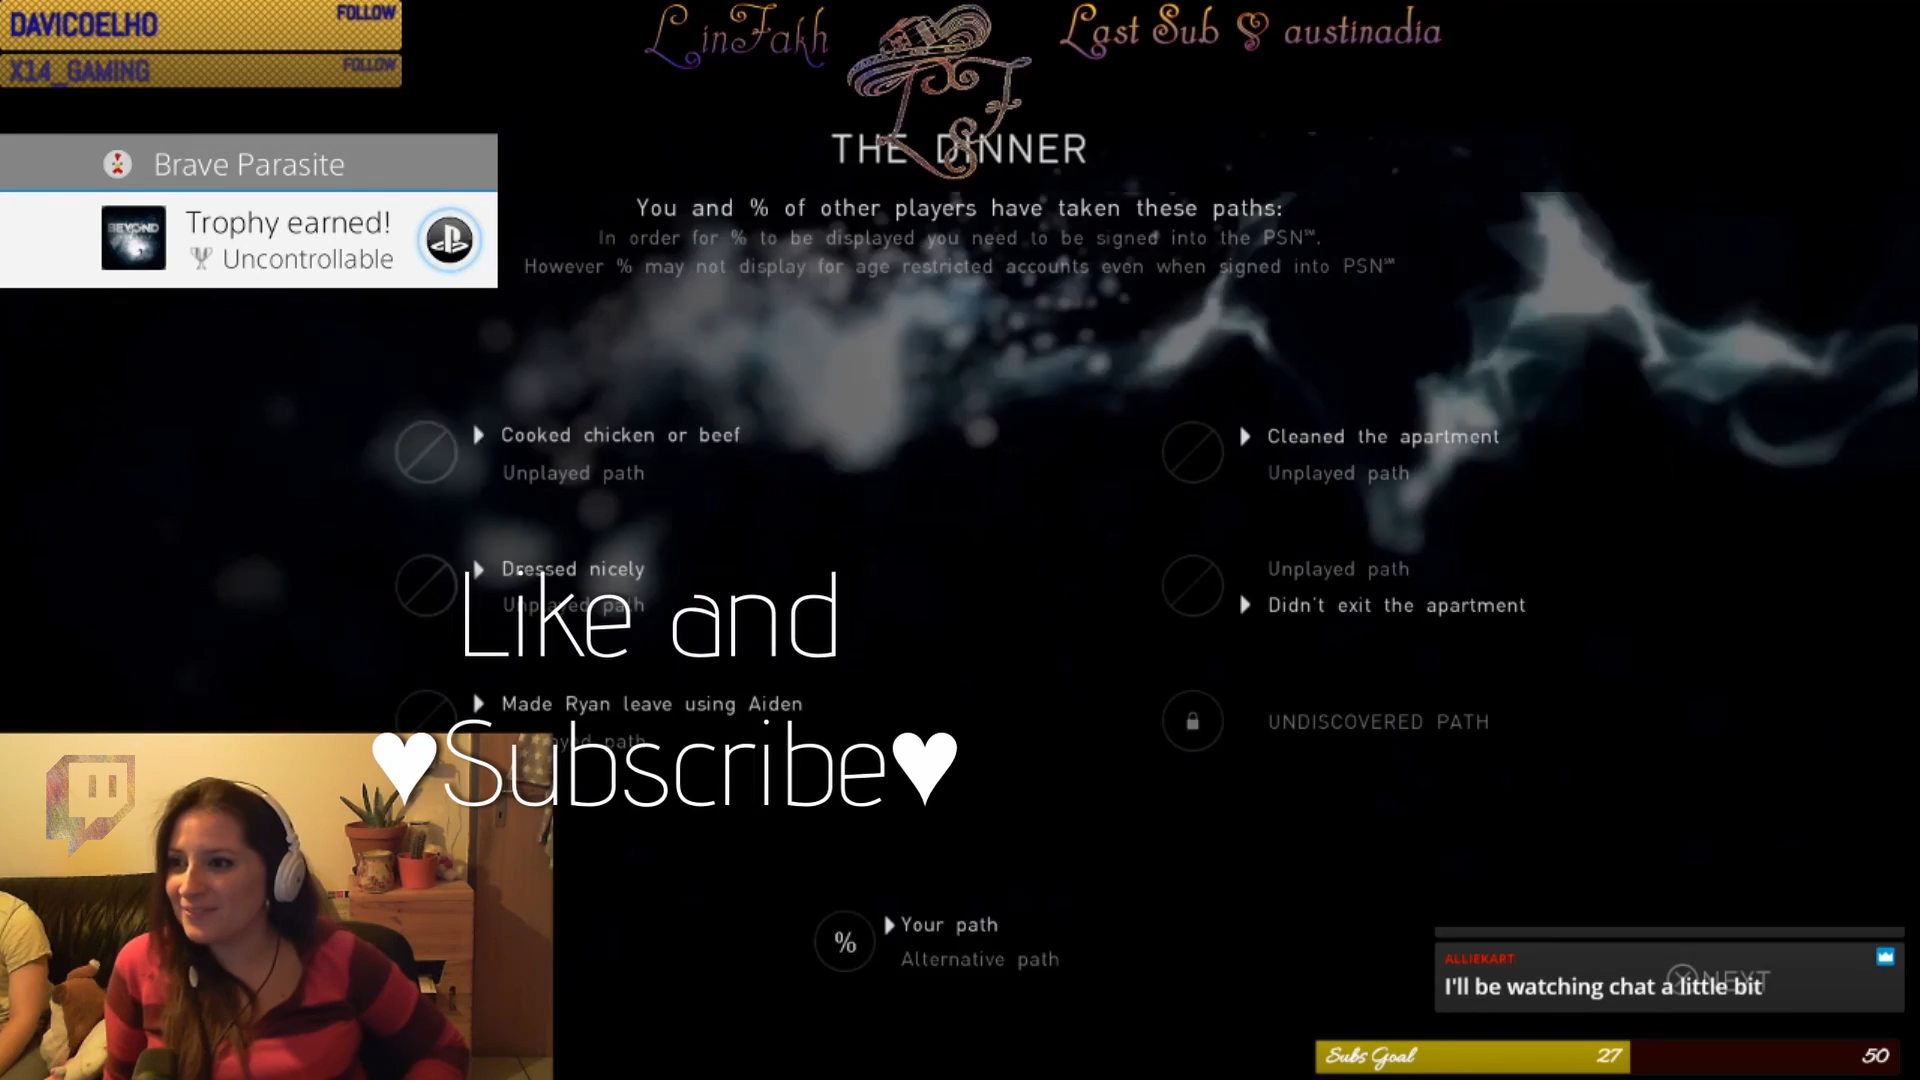 DAVICOELHO FOLLOW
X14_GAMING FOLLOW
LinFakh
Last Sub ♥ austinadia
Brave Parasite
BEYOND
Trophy earned!
Uncontrollable
THE DINNER
You and % of other players have taken these paths:
In order for % to be displayed you need to be signed into the PSN℠.
However % may not display for age restricted accounts even when signed into PSN℠
Cooked chicken or beef
Unplayed path
Cleaned the apartment
Unplayed path
Dressed nicely
Unplayed path
Unplayed path
Didn't exit the apartment
Like and
♥Subscribe♥
Made Ryan leave using Aiden
path
UNDISCOVERED PATH
% Your path
Alternative path
ALLIEKART
I'll be watching chat a little bit
NEXT
Subs Goal 27 50